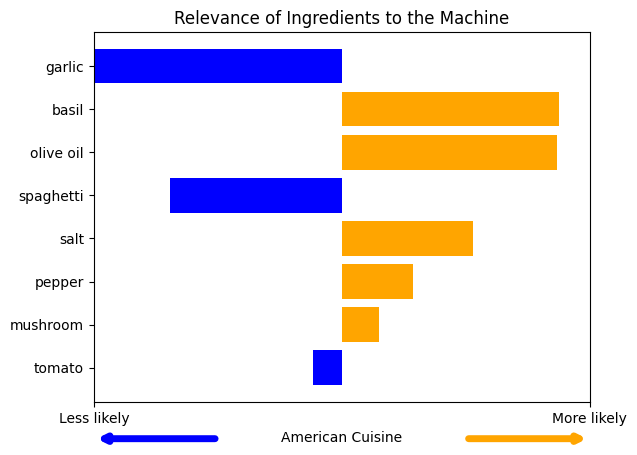 Relevance of Ingredients to the Machine
garlic
basil
olive oil
spaghetti
salt
pepper
mushroom
tomato
Less likely
More likely
American Cuisine